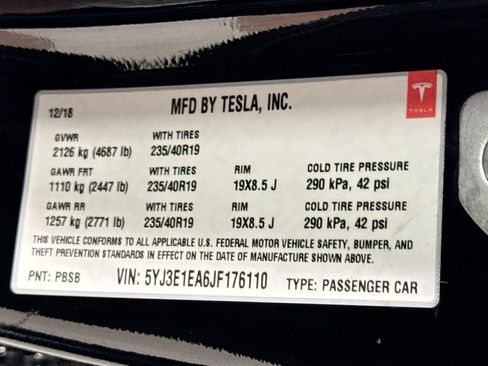 12/18 MFD BY TESLA, INC. TESLA
GVWR WITH TIRES
2126 kg (4687 lb) 235/40R19
GAWR FRT WITH TIRES RIM COLD TIRE PRESSURE
1110 kg (2447 lb) 235/40R19 19X8.5 J 290 kPa, 42 psi
GAWR RR WITH TIRES RIM COLD TIRE PRESSURE
1257 kg (2771 lb) 235/40R19 19X8.5 J 290 kPa, 42 psi
THIS VEHICLE CONFORMS TO ALL APPLICABLE U.S. FEDERAL MOTOR VEHICLE SAFETY, BUMPER, AND
THEFT PREVENTION STANDARDS IN EFFECT ON THE DATE OF MANUFACTURE SHOWN ABOVE.
PNT: PBSB VIN: 5YJ3E1EA6JF176110 TYPE: PASSENGER CAR